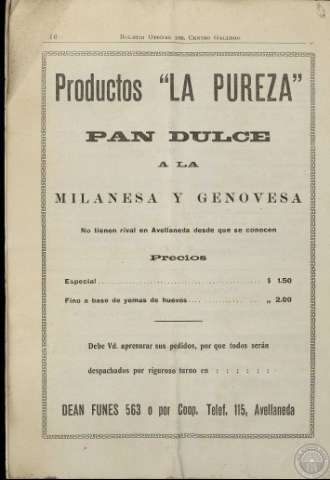 16 Boletin Oficial del Centro Gallego
Productos "LA PUREZA"
PAN DULCE
A LA
MILANESA Y GENOVESA
No tienen rival en Avellaneda desde que se conocen
Precios
Especial........................................ $ 1.50
Fino a base de yemas de huevos................ „ 2.00
Debe Vd. apresurar sus pedidos, por que todos serán
despachados por riguroso turno en : : : : : :
DEAN FUNES 563 o por Coop. Telef. 115, Avellaneda